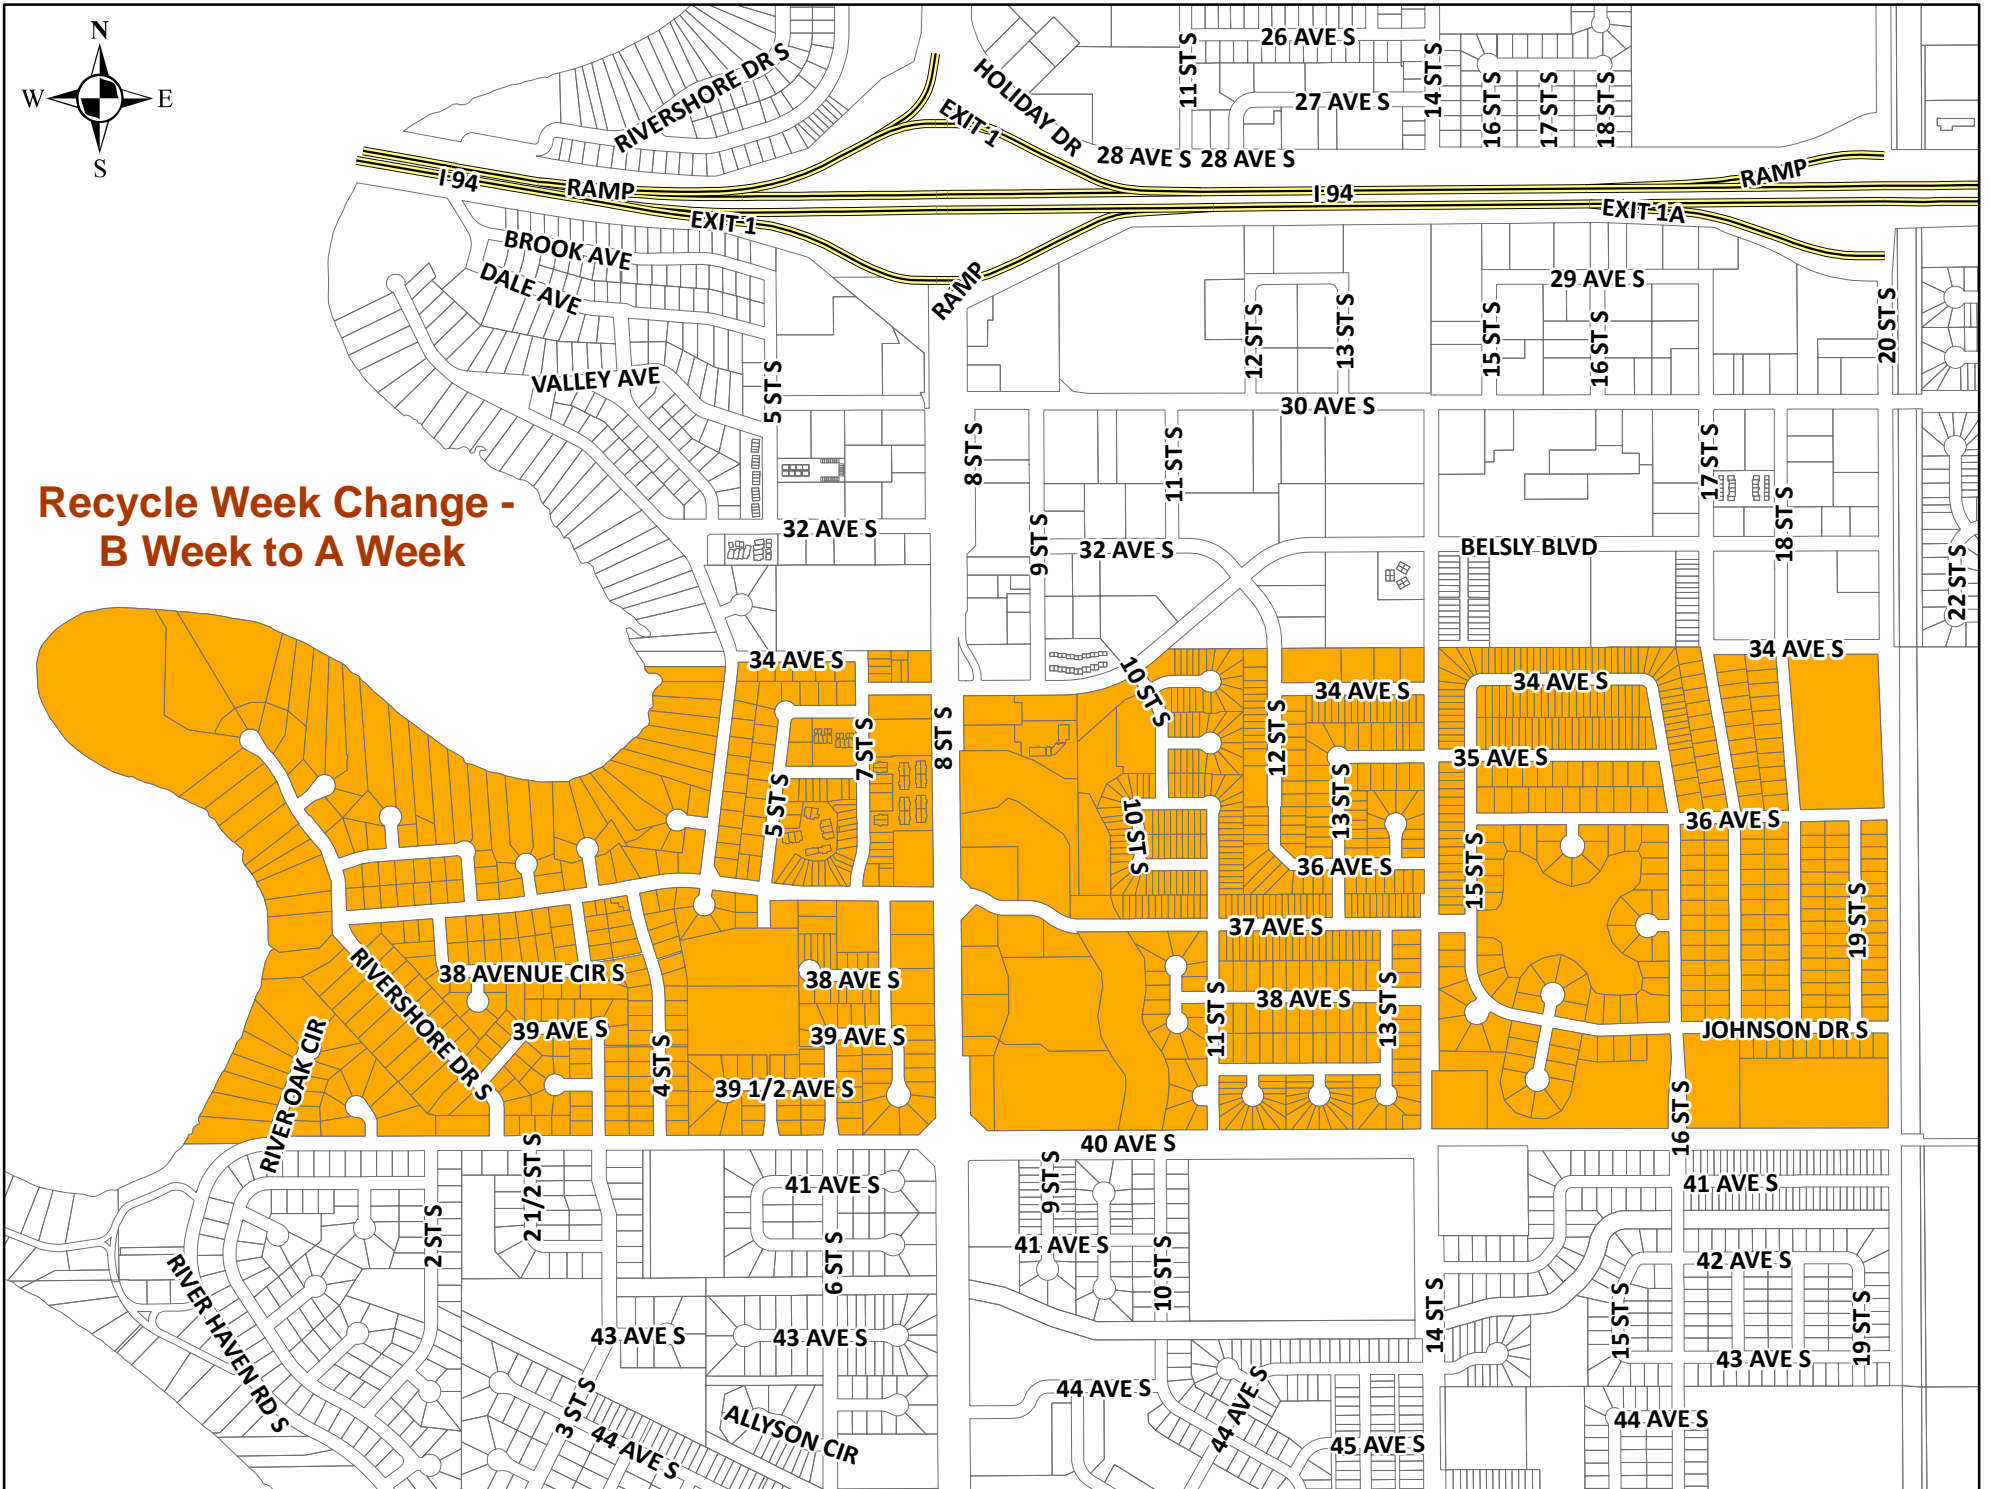 N
W E
S
26 AVE S
11 ST S
14 ST S
RIVERSHORE DR S
HOLIDAY DR
16 ST S
17 ST S
18 ST S
27 AVE S
EXIT 1
28 AVE S 28 AVE S
I 94
RAMP
I 94
RAMP
EXIT 1
EXIT 1A
BROOK AVE
DALE AVE
RAMP
29 AVE S
12 ST S
13 ST S
15 ST S
16 ST S
20 ST S
VALLEY AVE
5 ST S
30 AVE S
8 ST S
11 ST S
17 ST S
18 ST S
Recycle Week Change -
B Week to A Week
32 AVE S
9 ST S
32 AVE S
BELSLY BLVD
22 ST S
34 AVE S
10 ST S
34 AVE S
34 AVE S
34 AVE S
7 ST S
8 ST S
12 ST S
35 AVE S
5 ST S
13 ST S
10 ST S
36 AVE S
36 AVE S
15 ST S
19 ST S
37 AVE S
RIVERSHORE DR S
38 AVENUE CIR S
38 AVE S
38 AVE S
11 ST S
13 ST S
39 AVE S
39 AVE S
JOHNSON DR S
RIVER OAK CIR
4 ST S
39 1/2 AVE S
16 ST S
40 AVE S
2 1/2 ST S
41 AVE S
9 ST S
41 AVE S
2 ST S
6 ST S
41 AVE S
10 ST S
42 AVE S
RIVER HAVEN RD S
14 ST S
15 ST S
19 ST S
43 AVE S
43 AVE S
43 AVE S
3 ST S
44 AVE S
44 AVE S
44 AVE S
44 AVE S
ALLYSON CIR
45 AVE S